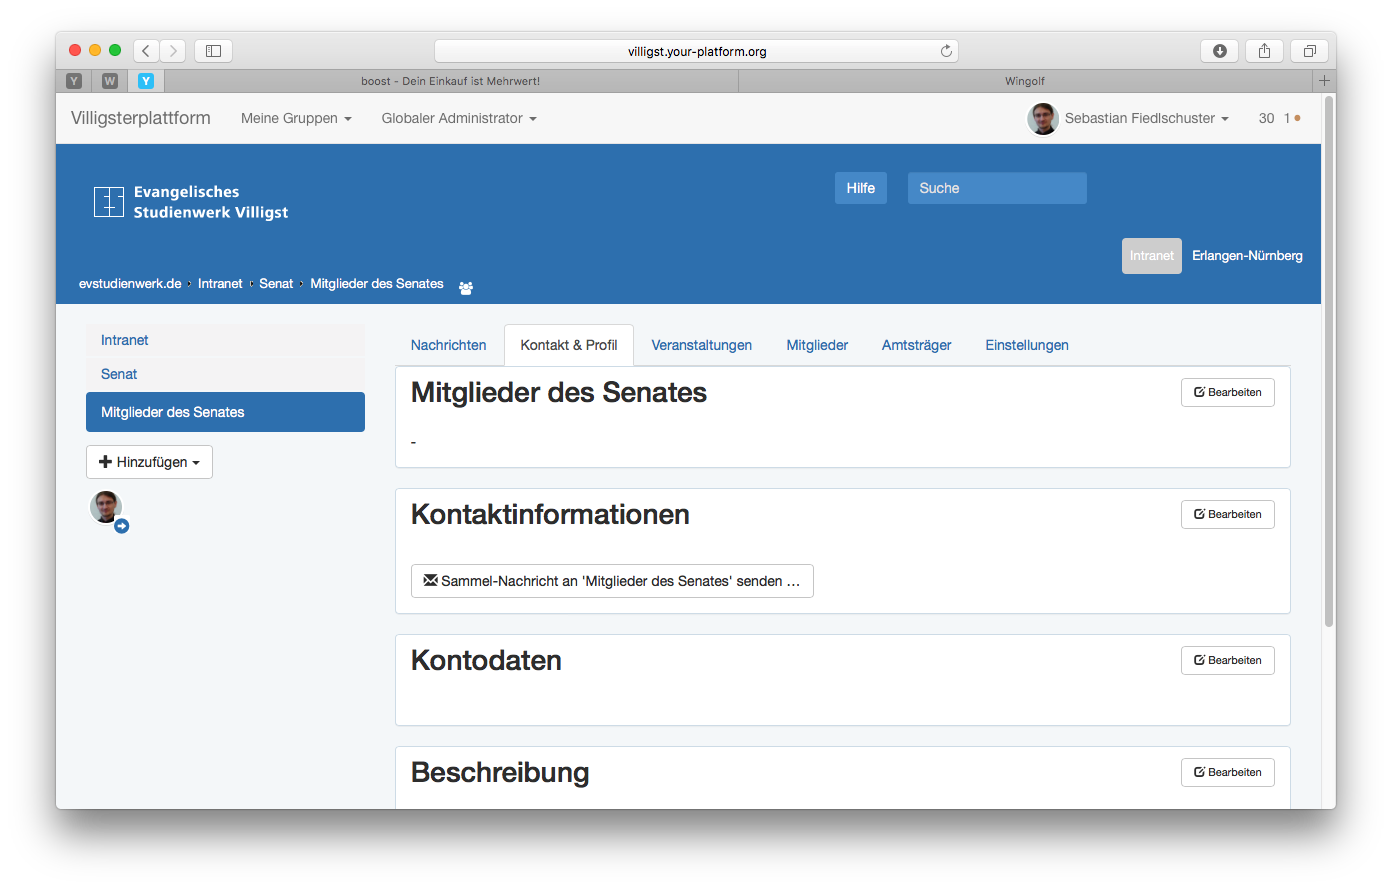 villigst.your-platform.org
Y
W
Y
boost - Dein Einkauf ist Mehrwert!
Wingolf
Villigsterplattform
Meine Gruppen
Globaler Administrator
Sebastian Fiedlschuster
30
1
Evangelisches
Studienwerk Villigst
Hilfe
Suche
Intranet
Erlangen-Nürnberg
evstudienwerk.de › Intranet › Senat › Mitglieder des Senates
Intranet
Senat
Mitglieder des Senates
Hinzufügen
Nachrichten
Kontakt & Profil
Veranstaltungen
Mitglieder
Amtsträger
Einstellungen
Mitglieder des Senates
Bearbeiten
-
Kontaktinformationen
Bearbeiten
Sammel-Nachricht an 'Mitglieder des Senates' senden ...
Kontodaten
Bearbeiten
Beschreibung
Bearbeiten